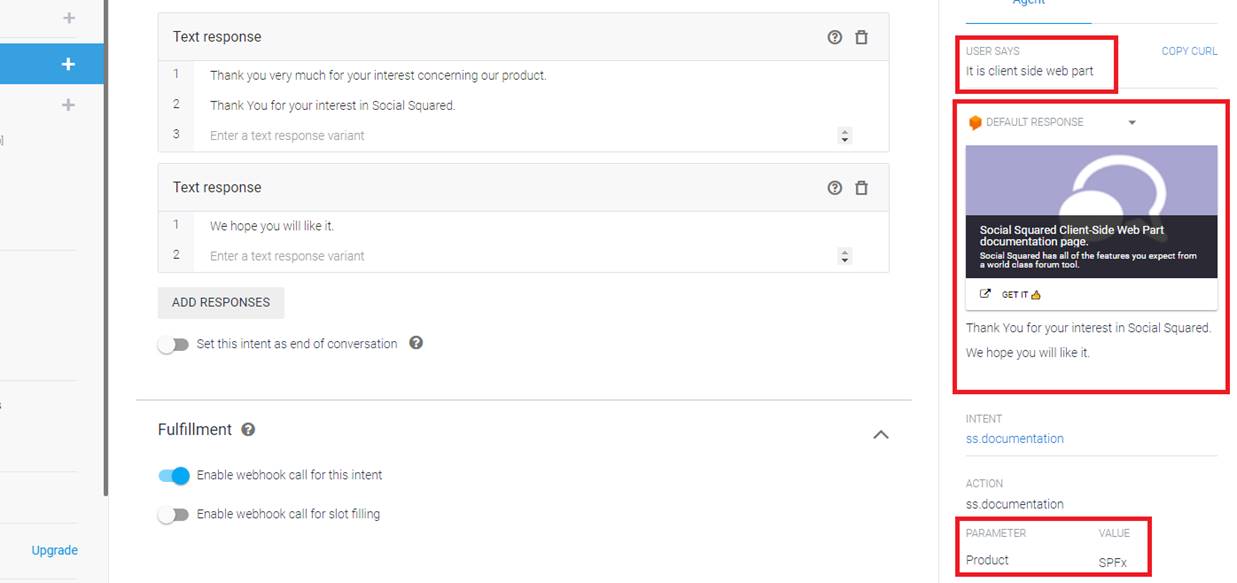 Text response
1 Thank you very much for your interest concerning our product.
2 Thank You for your interest in Social Squared.
3 Enter a text response variant
Text response
1 We hope you will like it.
2 Enter a text response variant
ADD RESPONSES
Set this intent as end of conversation
Fulfillment
Enable webhook call for this intent
Enable webhook call for slot filling
Upgrade
Agent
USER SAYS COPY CURL
It is client side web part
DEFAULT RESPONSE
Social Squared Client-Side Web Part
documentation page.
Social Squared has all of the features you expect from
a world class forum tool.
GET IT 👍
Thank You for your interest in Social Squared.
We hope you will like it.
INTENT
ss.documentation
ACTION
ss.documentation
PARAMETER VALUE
Product SPFx